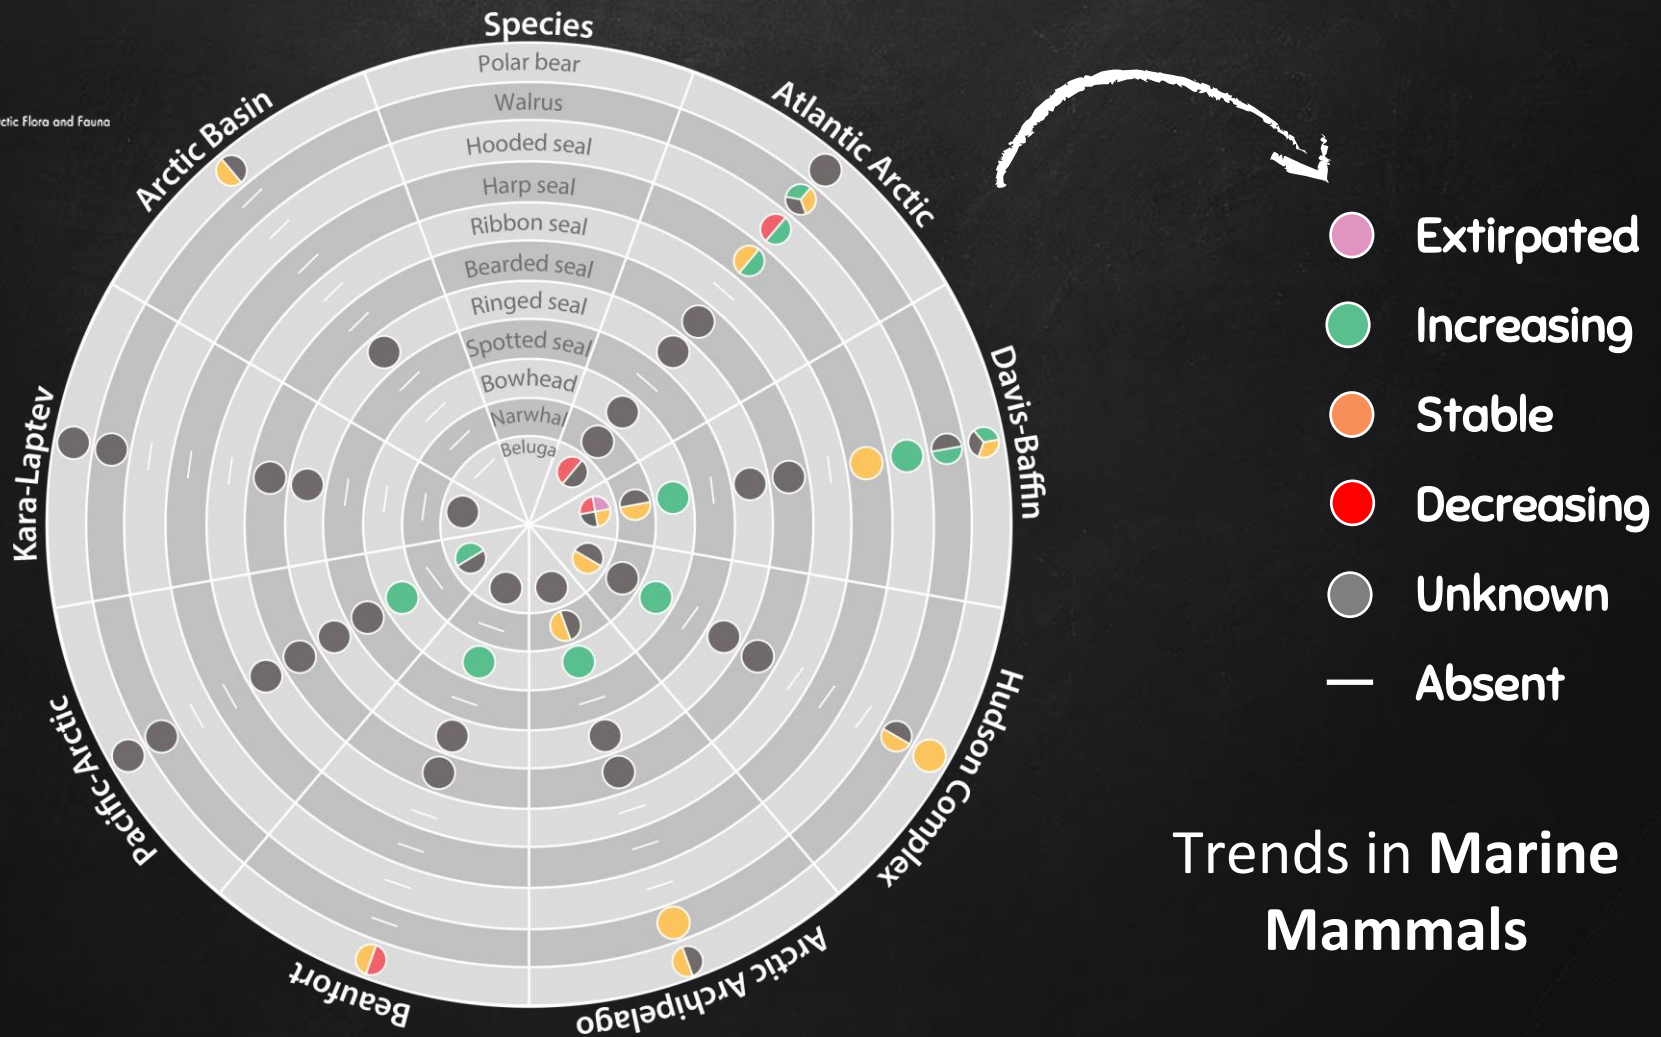 Species
Polar bear
Walrus
Hooded seal
Harp seal
Ribbon seal
Bearded seal
Ringed seal
Spotted seal
Bowhead
Narwhal
Beluga
Atlantic Arctic
Davis-Baffin
Hudson Complex
Arctic Archipelago
Beaufort
Pacific-Arctic
Kara-Laptev
Arctic Basin
ctic Flora and Fauna
Extirpated
Increasing
Stable
Decreasing
Unknown
Absent
Trends in Marine
Mammals